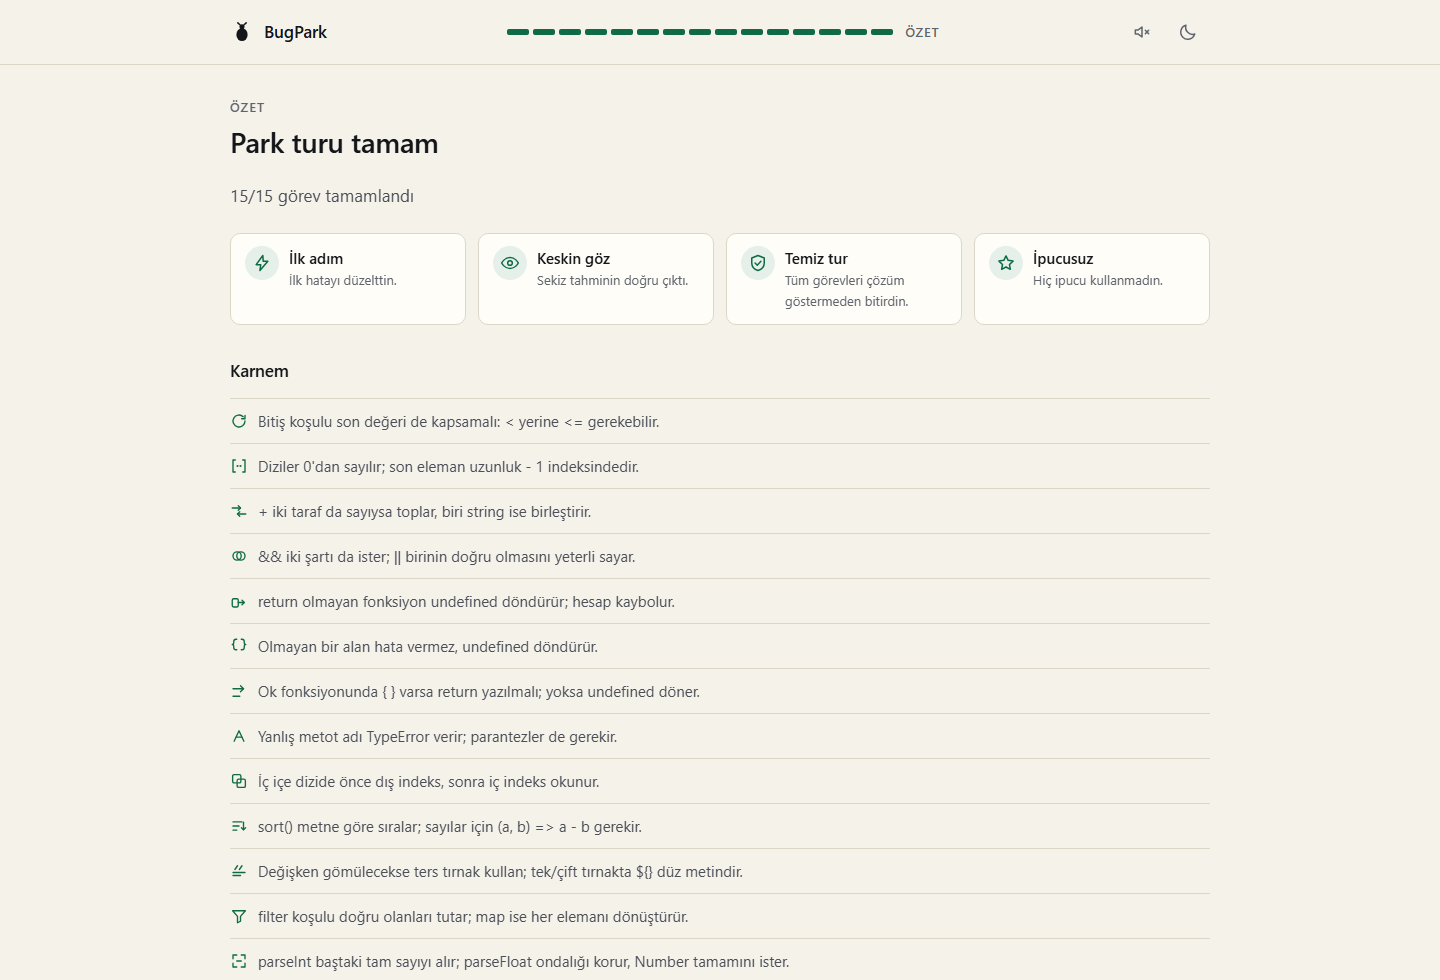 BugPark
ÖZET
ÖZET
Park turu tamam
15/15 görev tamamlandı
İlk adım
İlk hatayı düzelttin.
Keskin göz
Sekiz tahminin doğru çıktı.
Temiz tur
Tüm görevleri çözüm
göstermeden bitirdin.
İpucusuz
Hiç ipucu kullanmadın.
Karnem
Bitiş koşulu son değeri de kapsamalı: < yerine <= gerekebilir.
Diziler 0'dan sayılır; son eleman uzunluk - 1 indeksindedir.
+ iki taraf da sayıysa toplar, biri string ise birleştirir.
&& iki şartı da ister; || birinin doğru olmasını yeterli sayar.
return olmayan fonksiyon undefined döndürür; hesap kaybolur.
Olmayan bir alan hata vermez, undefined döndürür.
Ok fonksiyonunda { } varsa return yazılmalı; yoksa undefined döner.
Yanlış metot adı TypeError verir; parantezler de gerekir.
İç içe dizide önce dış indeks, sonra iç indeks okunur.
sort() metne göre sıralar; sayılar için (a, b) => a - b gerekir.
Değişken gömülecekse ters tırnak kullan; tek/çift tırnakta ${} düz metindir.
filter koşulu doğru olanları tutar; map ise her elemanı dönüştürür.
parseInt baştaki tam sayıyı alır; parseFloat ondalığı korur, Number tamamını ister.